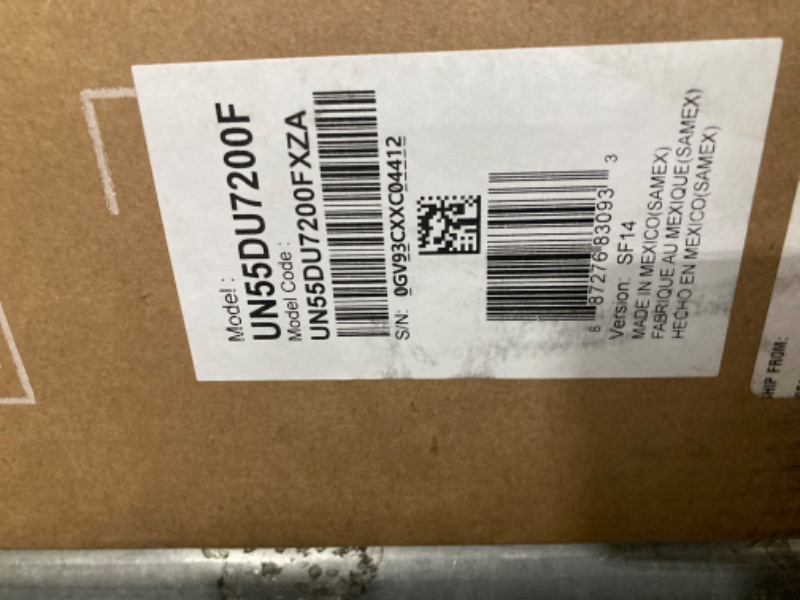 Model :
UN55DU7200F
Model Code :
UN55DU7200FXZA
S/N: 0GV93CXXC04412
8 87276 83093 3
Version: SF14
MADE IN MEXICO(SAMEX)
FABRIQUE AU MEXIQUE(SAMEX)
HECHO EN MEXICO(SAMEX)
SHIP FROM: